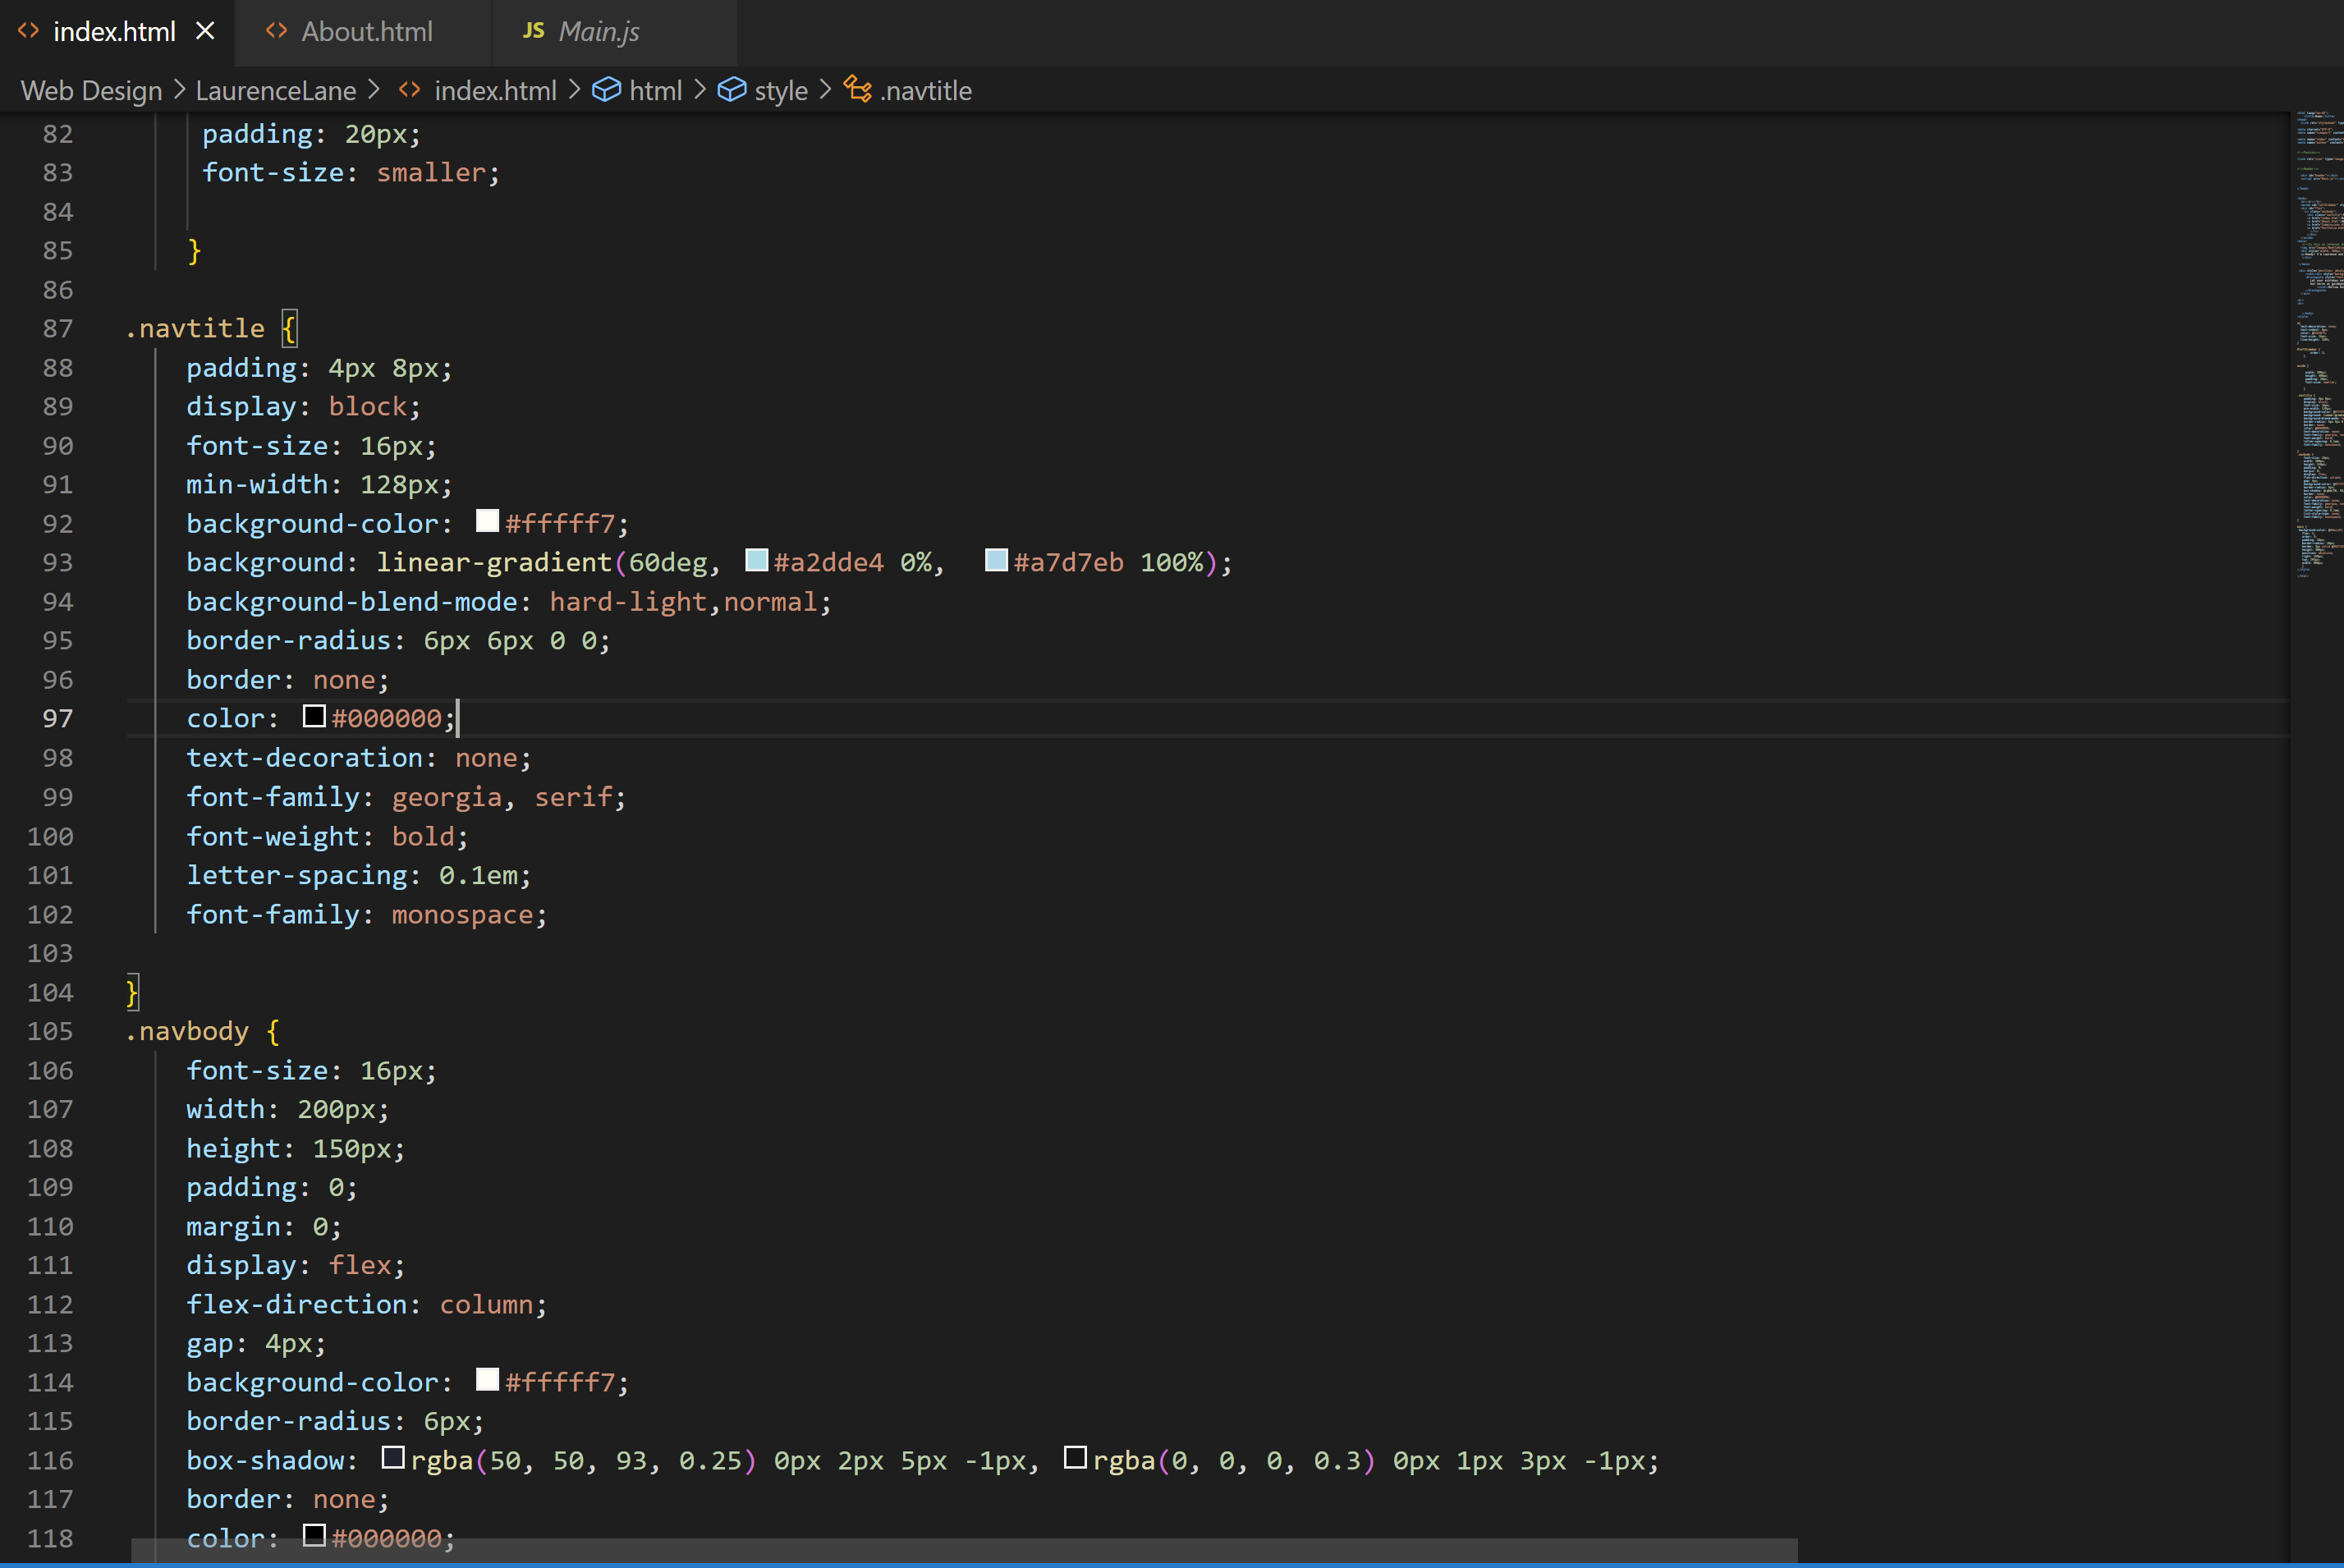 index.html
About.html
JS Main.js
Web Design > LaurenceLane > index.html > html > style > .navtitle
82 padding: 20px;
83 font-size: smaller;
84
85 }
86
87 .navtitle {
88 padding: 4px 8px;
89 display: block;
90 font-size: 16px;
91 min-width: 128px;
92 background-color: #fffff7;
93 background: linear-gradient(60deg, #a2dde4 0%, #a7d7eb 100%);
94 background-blend-mode: hard-light,normal;
95 border-radius: 6px 6px 0 0;
96 border: none;
97 color: #000000;
98 text-decoration: none;
99 font-family: georgia, serif;
100 font-weight: bold;
101 letter-spacing: 0.1em;
102 font-family: monospace;
103
104 }
105 .navbody {
106 font-size: 16px;
107 width: 200px;
108 height: 150px;
109 padding: 0;
110 margin: 0;
111 display: flex;
112 flex-direction: column;
113 gap: 4px;
114 background-color: #fffff7;
115 border-radius: 6px;
116 box-shadow: rgba(50, 50, 93, 0.25) 0px 2px 5px -1px, rgba(0, 0, 0, 0.3) 0px 1px 3px -1px;
117 border: none;
118 color: #000000;